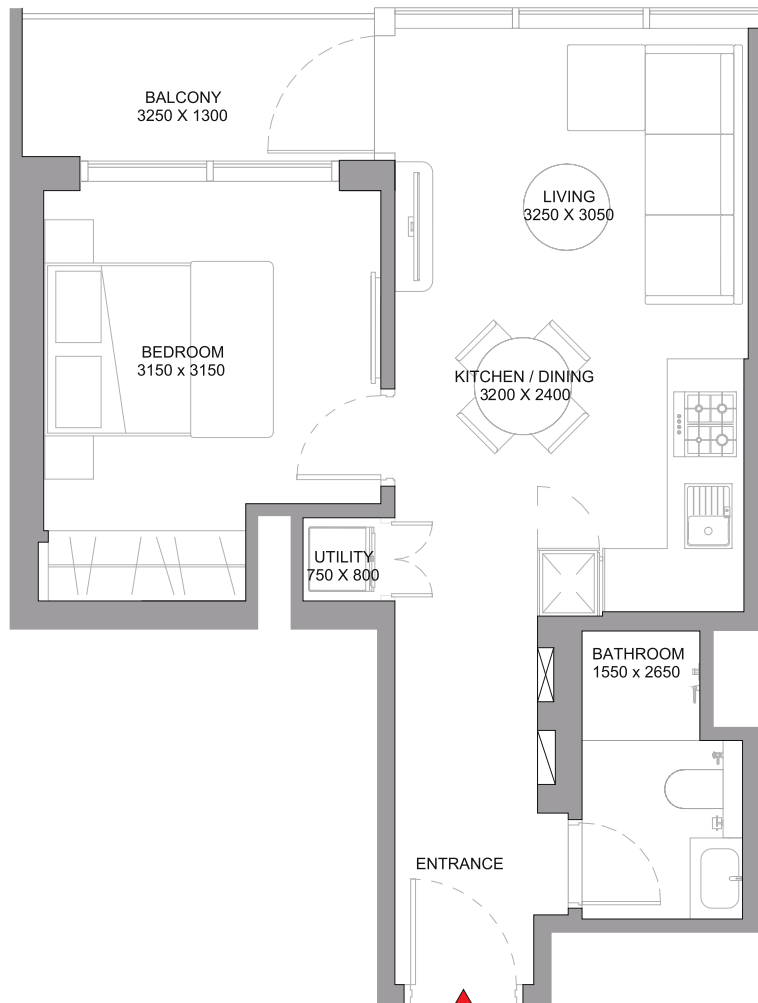 BALCONY
3250 X 1300
LIVING
3250 X 3050
BEDROOM
3150 x 3150
KITCHEN / DINING
3200 X 2400
UTILITY
750 X 800
BATHROOM
1550 x 2650
ENTRANCE